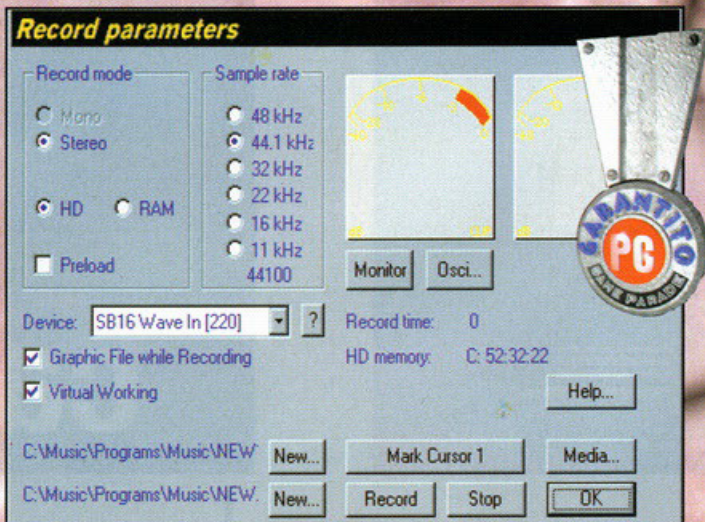 Record parameters
Record mode
Mono
Stereo
HD RAM
Preload
Sample rate
48 kHz
44.1 kHz
32 kHz
22 kHz
16 kHz
11 kHz
44100
Monitor Osci...
GARANTITO
PG
GAME PARADE
Device: SB16 Wave In [220] ?
Record time: 0
Graphic File while Recording
HD memory: C: 52:32:22
Virtual Working
Help...
C:\Music\Programs\Music\NEW New... Mark Cursor 1 Media...
C:\Music\Programs\Music\NEW. New... Record Stop OK